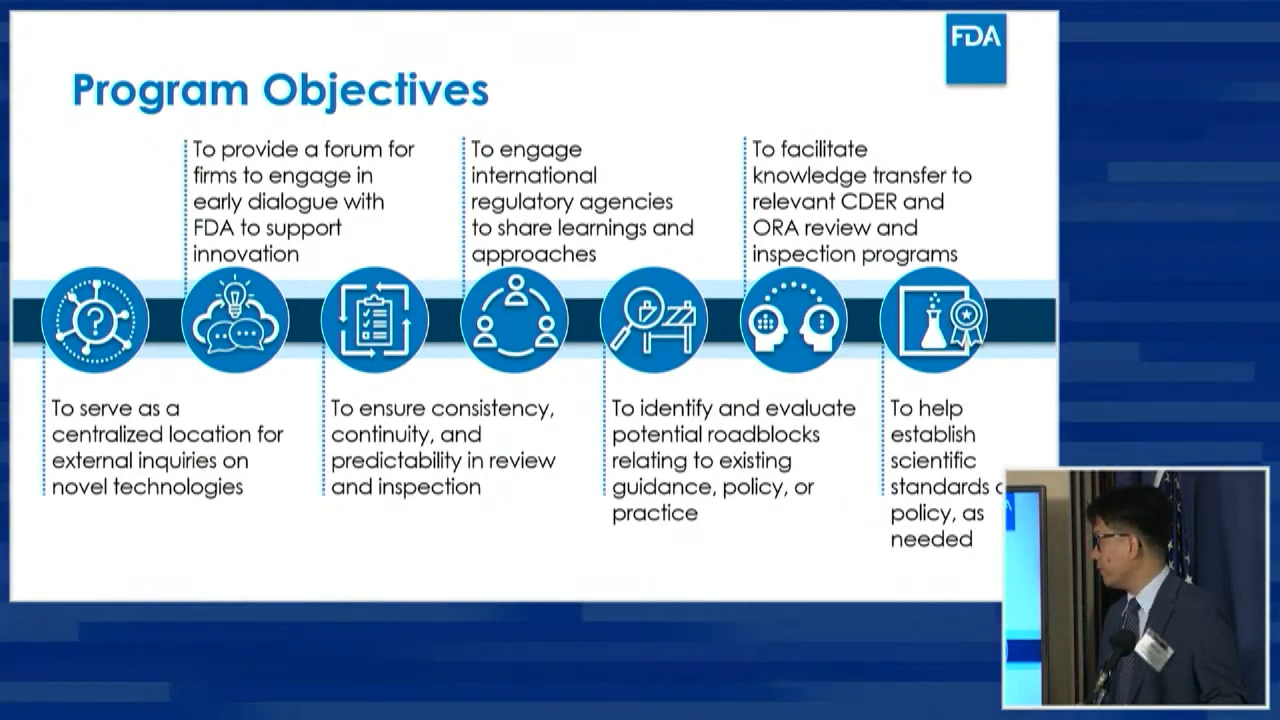 FDA
Program Objectives
To provide a forum for
firms to engage in
early dialogue with
FDA to support
innovation
To engage
international
regulatory agencies
to share learnings and
approaches
To facilitate
knowledge transfer to
relevant CDER and
ORA review and
inspection programs
?
To serve as a
centralized location for
external inquiries on
novel technologies
To ensure consistency,
continuity, and
predictability in review
and inspection
To identify and evaluate
potential roadblocks
relating to existing
guidance, policy, or
practice
To help
establish
scientific
standards
policy, as
needed